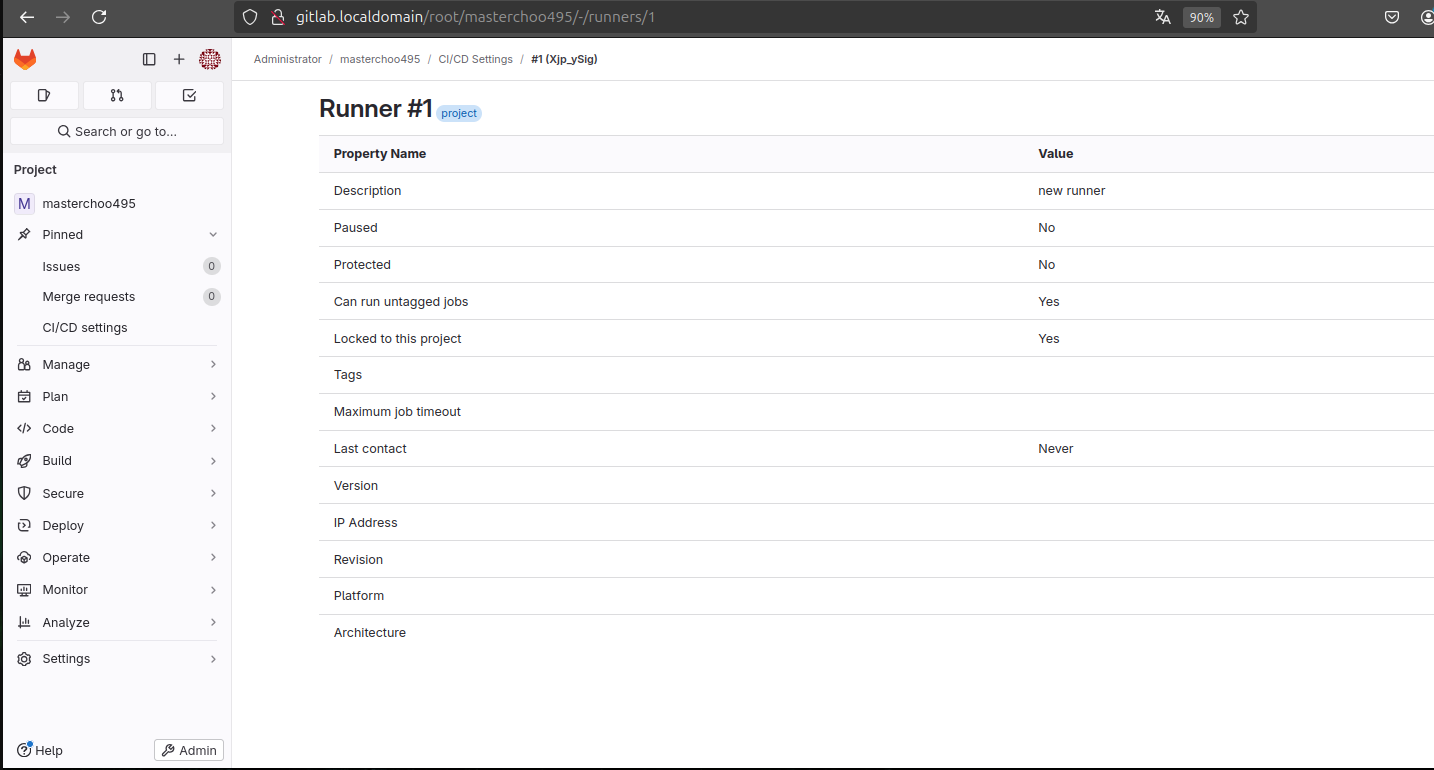 gitlab.localdomain/root/masterchoo495/-/runners/1
90%
Administrator / masterchoo495 / CI/CD Settings / #1 (Xjp_ySig)
Search or go to...
Project
M masterchoo495
Pinned
Issues 0
Merge requests 0
CI/CD settings
Manage
Plan
Code
Build
Secure
Deploy
Operate
Monitor
Analyze
Settings
Help
Admin
Runner #1 project
Property Name Value
Description new runner
Paused No
Protected No
Can run untagged jobs Yes
Locked to this project Yes
Tags
Maximum job timeout
Last contact Never
Version
IP Address
Revision
Platform
Architecture